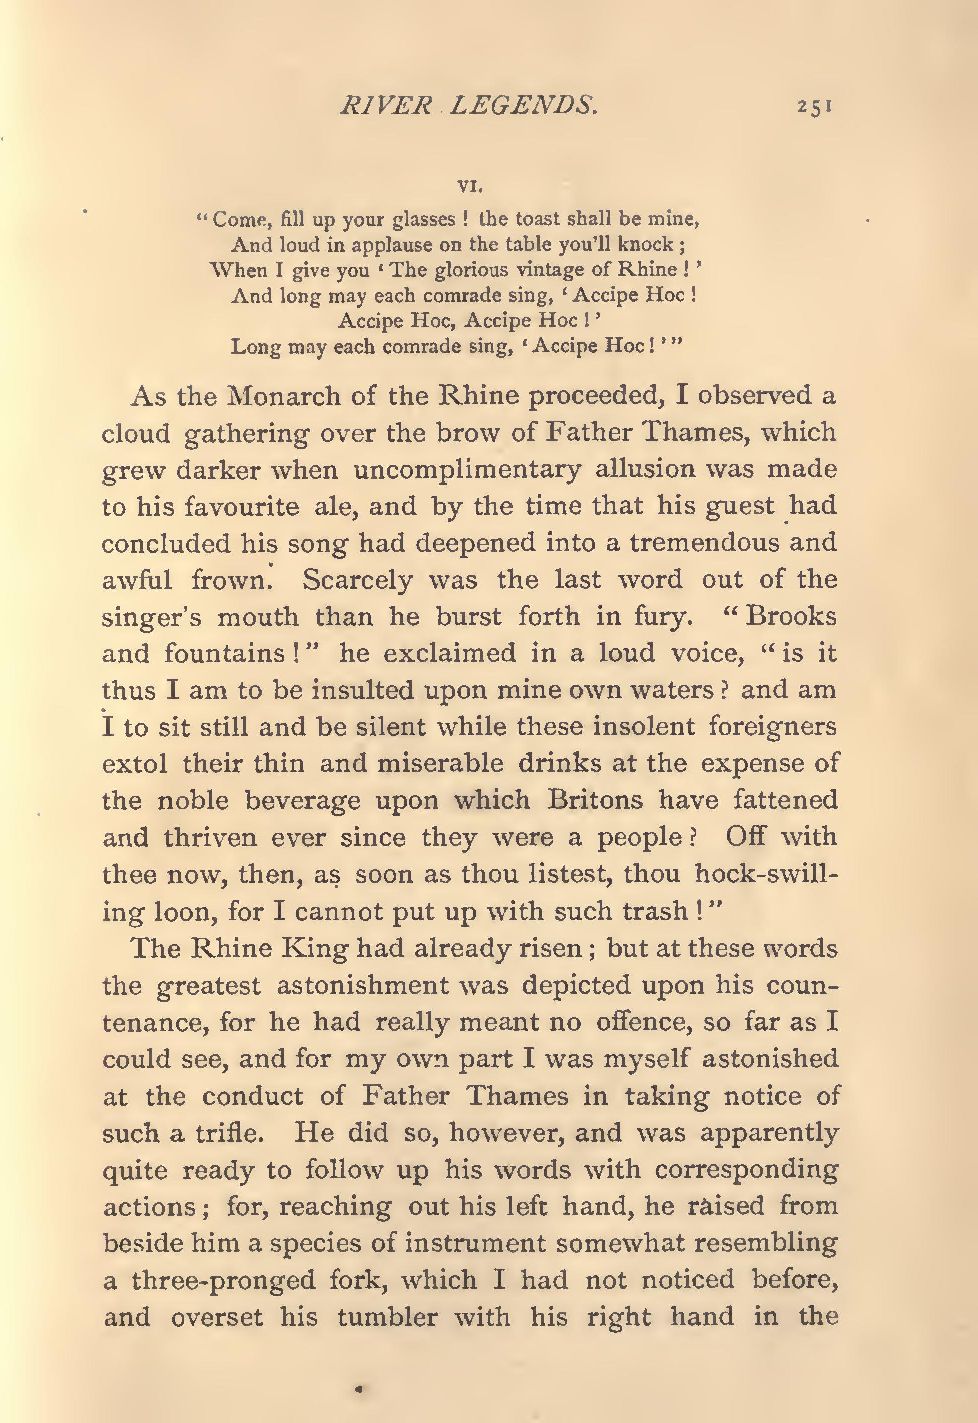 RIVER LEGENDS. 251
VI.
“Come, fill up your glasses! the toast shall be mine,
And loud in applause on the table you’ll knock;
When I give you ‘The glorious vintage of Rhine!’
And long may each comrade sing, ‘Accipe Hoc!
Accipe Hoc, Accipe Hoc!’
Long may each comrade sing, ‘Accipe Hoc!’”
As the Monarch of the Rhine proceeded, I observed a
cloud gathering over the brow of Father Thames, which
grew darker when uncomplimentary allusion was made
to his favourite ale, and by the time that his guest had
concluded his song had deepened into a tremendous and
awful frown. Scarcely was the last word out of the
singer’s mouth than he burst forth in fury. “Brooks
and fountains!” he exclaimed in a loud voice, “is it
thus I am to be insulted upon mine own waters? and am
I to sit still and be silent while these insolent foreigners
extol their thin and miserable drinks at the expense of
the noble beverage upon which Britons have fattened
and thriven ever since they were a people? Off with
thee now, then, as soon as thou listest, thou hock-swill-
ing loon, for I cannot put up with such trash!”
The Rhine King had already risen; but at these words
the greatest astonishment was depicted upon his coun-
tenance, for he had really meant no offence, so far as I
could see, and for my own part I was myself astonished
at the conduct of Father Thames in taking notice of
such a trifle. He did so, however, and was apparently
quite ready to follow up his words with corresponding
actions; for, reaching out his left hand, he raised from
beside him a species of instrument somewhat resembling
a three-pronged fork, which I had not noticed before,
and overset his tumbler with his right hand in the